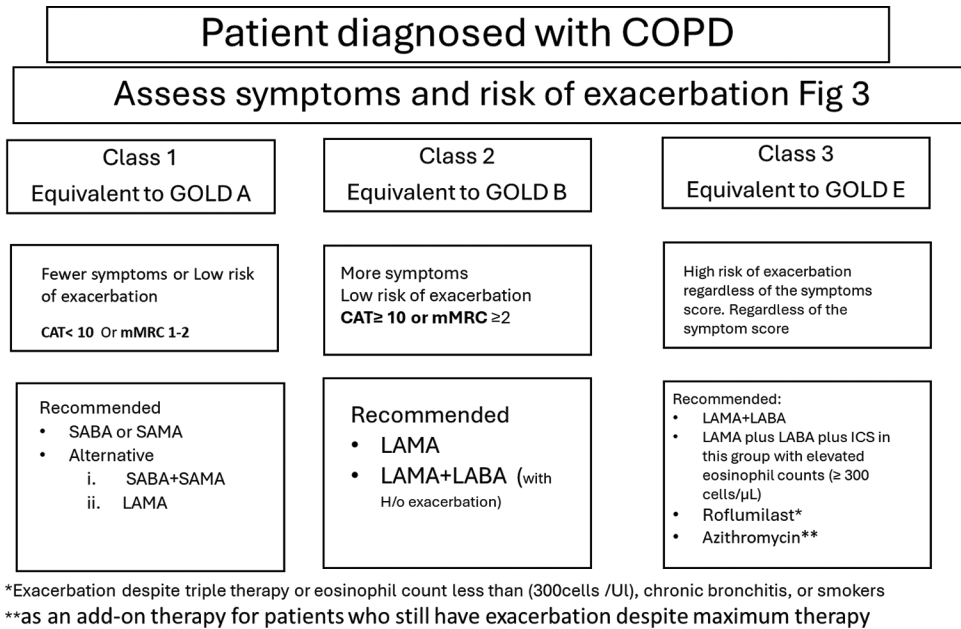 Patient diagnosed with COPD
Assess symptoms and risk of exacerbation Fig 3
Class 1
Equivalent to GOLD A
Class 2
Equivalent to GOLD B
Class 3
Equivalent to GOLD E
Fewer symptoms or Low risk
of exacerbation
CAT< 10 Or mMRC 1-2
More symptoms
Low risk of exacerbation
CAT≥ 10 or mMRC ≥2
High risk of exacerbation
regardless of the symptoms
score. Regardless of the
symptom score
Recommended
• SABA or SAMA
• Alternative
i. SABA+SAMA
ii. LAMA
Recommended
• LAMA
• LAMA+LABA (with
H/o exacerbation)
Recommended:
• LAMA+LABA
• LAMA plus LABA plus ICS in
this group with elevated
eosinophil counts (≥ 300
cells/µL)
• Roflumilast*
• Azithromycin**
*Exacerbation despite triple therapy or eosinophil count less than (300cells /Ul), chronic bronchitis, or smokers
**as an add-on therapy for patients who still have exacerbation despite maximum therapy